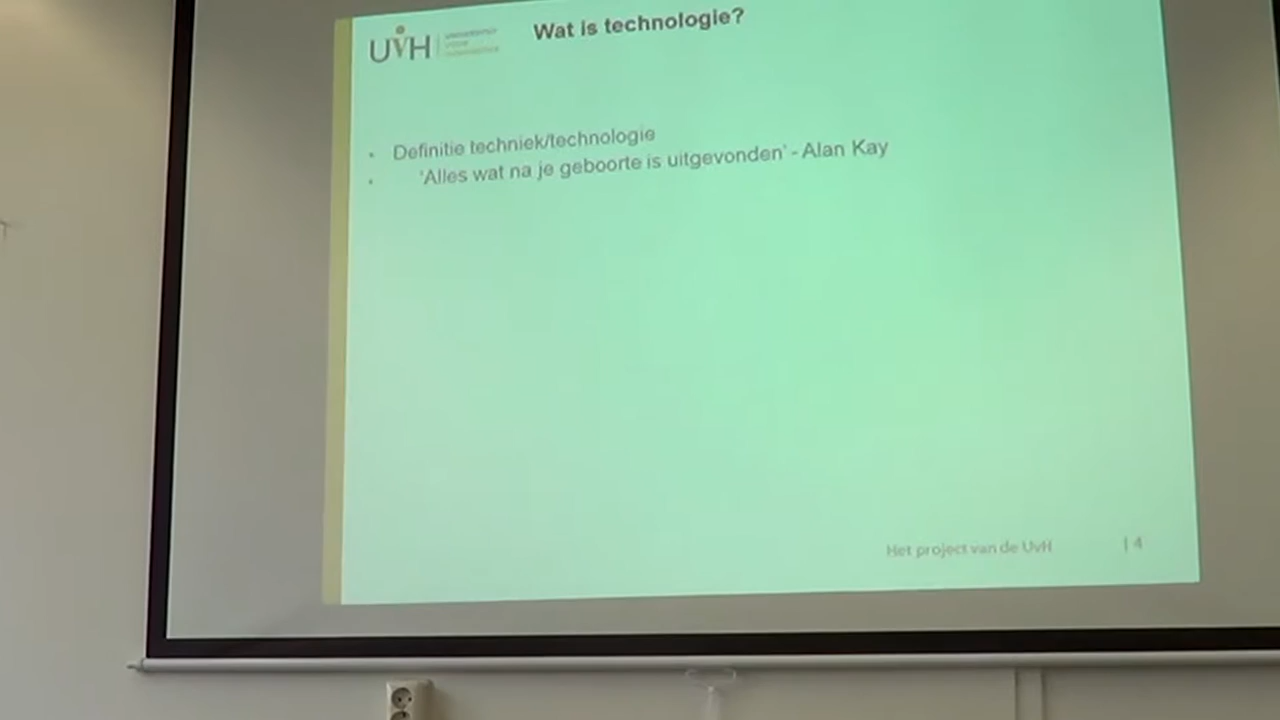 UvH
Wat is technologie?
• Definitie techniek/technologie
• 'Alles wat na je geboorte is uitgevonden' - Alan Kay
Het project van de UvH | 4